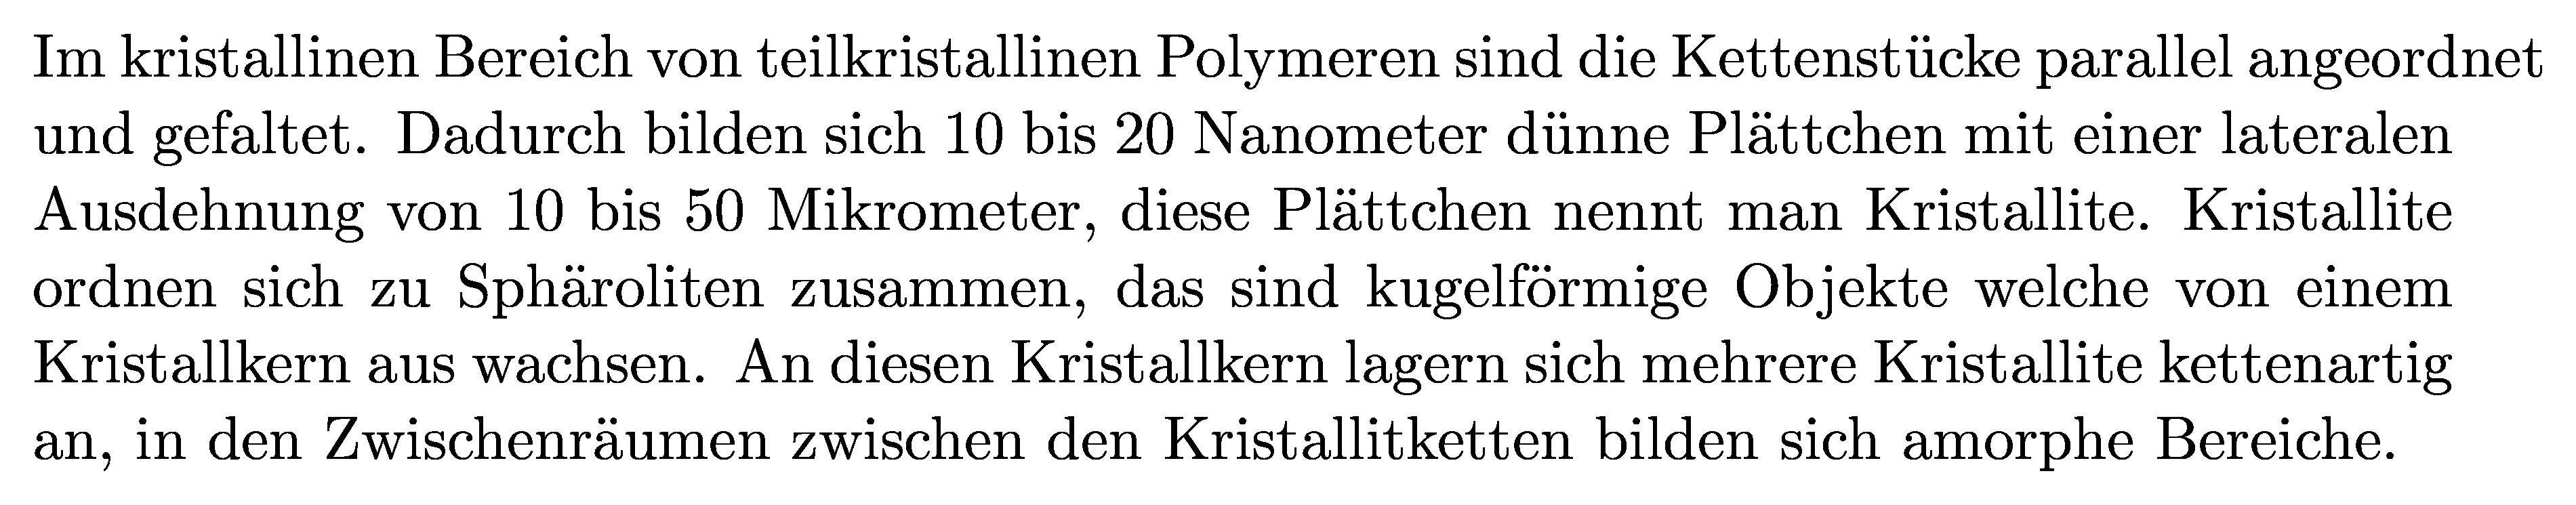 Im kristallinen Bereich von teilkristallinen Polymeren sind die Kettenstücke parallel angeordnet
und gefaltet. Dadurch bilden sich 10 bis 20 Nanometer dünne Plättchen mit einer lateralen
Ausdehnung von 10 bis 50 Mikrometer, diese Plättchen nennt man Kristallite. Kristallite
ordnen sich zu Sphäroliten zusammen, das sind kugelförmige Objekte welche von einem
Kristallkern aus wachsen. An diesen Kristallkern lagern sich mehrere Kristallite kettenartig
an, in den Zwischenräumen zwischen den Kristallitketten bilden sich amorphe Bereiche.